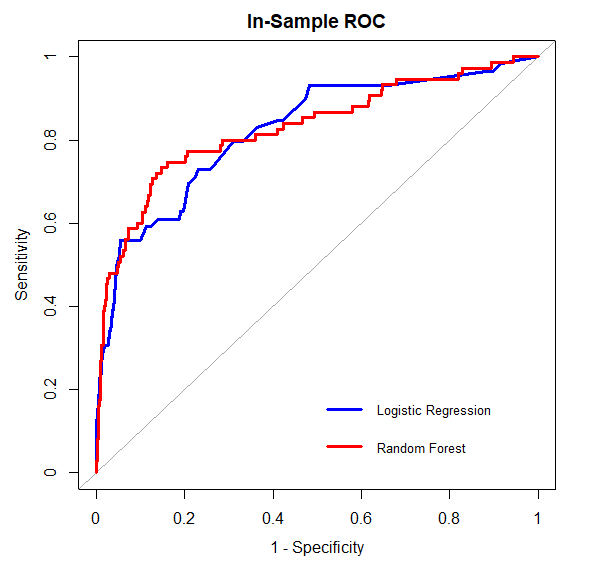 In-Sample ROC
Sensitivity
1.0
0.8
0.6
0.4
0.2
0
Logistic Regression
Random Forest
0
0.2
0.4
0.6
0.8
1
1 - Specificity